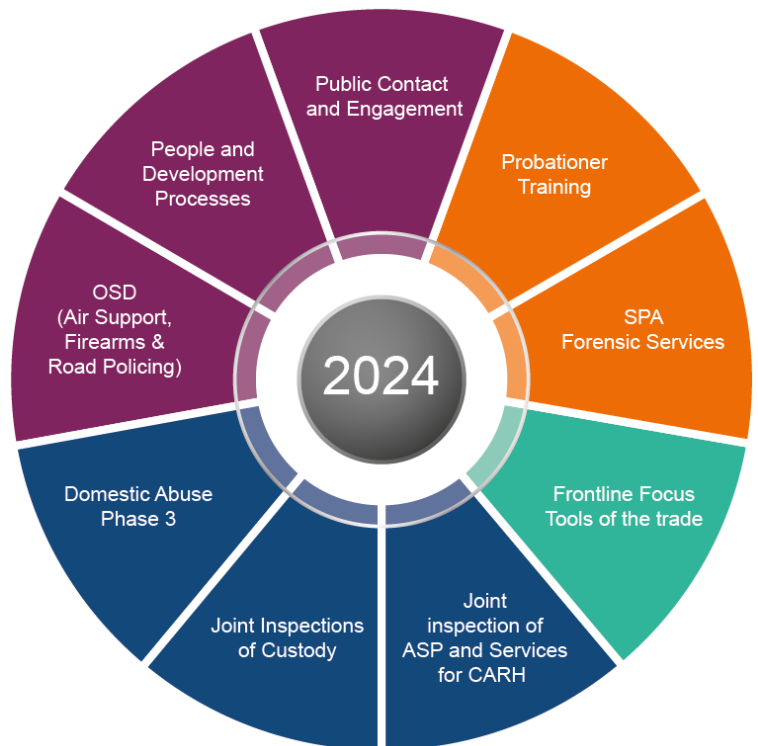 Public Contact
and Engagement
Probationer
Training
SPA
Forensic Services
Frontline Focus
Tools of the trade
Joint
inspection of
ASP and Services
for CARH
Joint Inspections
of Custody
Domestic Abuse
Phase 3
OSD
(Air Support,
Firearms &
Road Policing)
People and
Development
Processes
2024